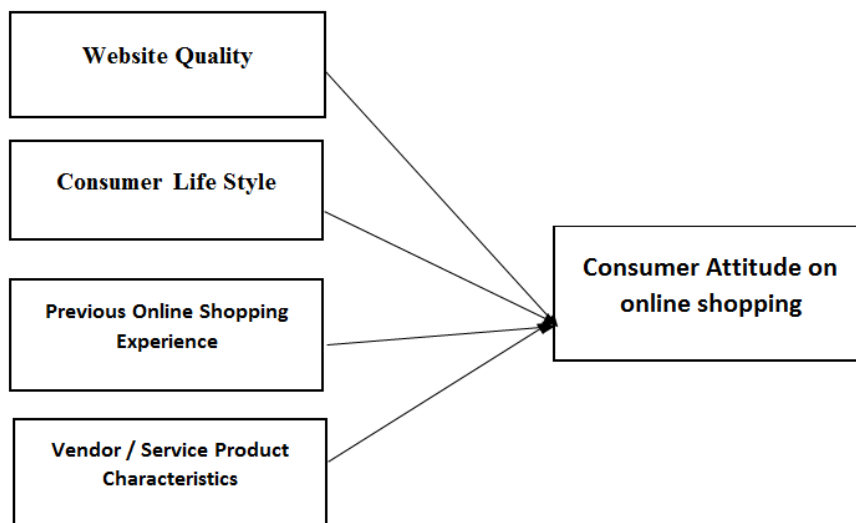 Website Quality
Consumer Life Style
Previous Online Shopping
Experience
Vendor / Service Product
Characteristics
Consumer Attitude on
online shopping